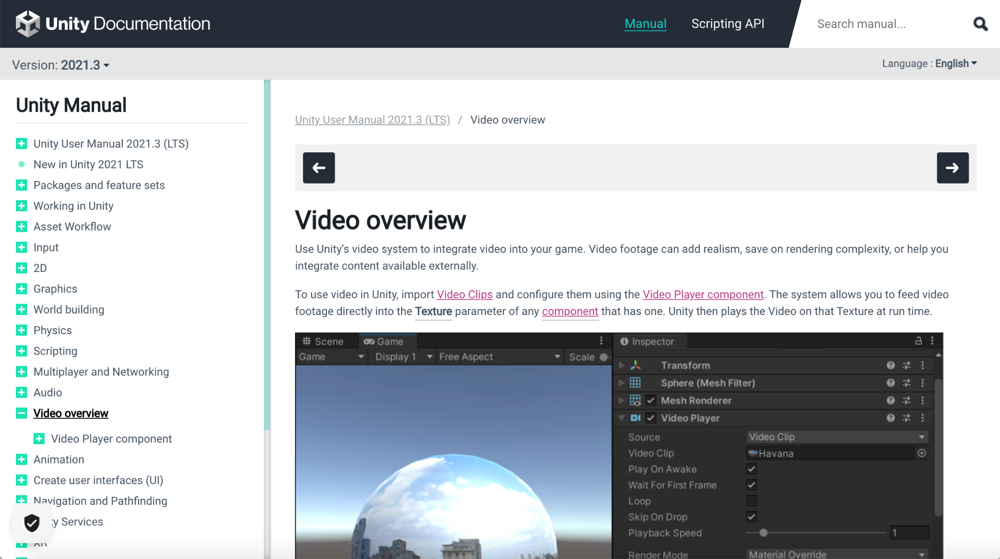 Unity Documentation
Manual
Scripting API
Search manual...
Version: 2021.3
Language : English
Unity Manual
Unity User Manual 2021.3 (LTS)
New in Unity 2021 LTS
Packages and feature sets
Working in Unity
Asset Workflow
Input
2D
Graphics
World building
Physics
Scripting
Multiplayer and Networking
Audio
Video overview
Video Player component
Animation
Create user interfaces (UI)
Navigation and Pathfinding
ty Services
XR
Unity User Manual 2021.3 (LTS) / Video overview
Video overview
Use Unity’s video system to integrate video into your game. Video footage can add realism, save on rendering complexity, or help you
integrate content available externally.
To use video in Unity, import Video Clips and configure them using the Video Player component. The system allows you to feed video
footage directly into the Texture parameter of any component that has one. Unity then plays the Video on that Texture at run time.
Scene
Game
Game
Display 1
Free Aspect
Scale
Inspector
Transform
Sphere (Mesh Filter)
Mesh Renderer
Video Player
Source Video Clip
Video Clip Havana
Play On Awake
Wait For First Frame
Loop
Skip On Drop
Playback Speed 1
Render Mode Material Override